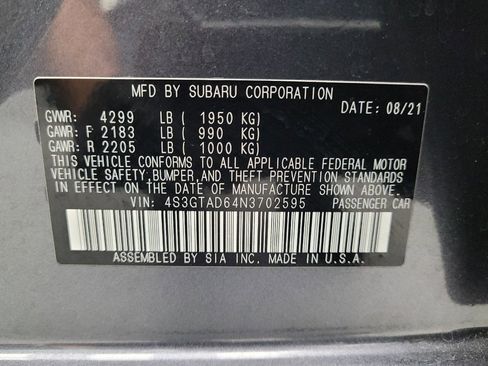 MFD BY SUBARU CORPORATION
DATE: 08/21
GVWR: 4299 LB ( 1950 KG)
GAWR: F 2183 LB ( 990 KG)
GAWR: R 2205 LB ( 1000 KG)
THIS VEHICLE CONFORMS TO ALL APPLICABLE FEDERAL MOTOR
VEHICLE SAFETY, BUMPER, AND THEFT PREVENTION STANDARDS
IN EFFECT ON THE DATE OF MANUFACTURE SHOWN ABOVE.
VIN: 4S3GTAD64N3702595 PASSENGER CAR
ASSEMBLED BY SIA INC. MADE IN U.S.A.